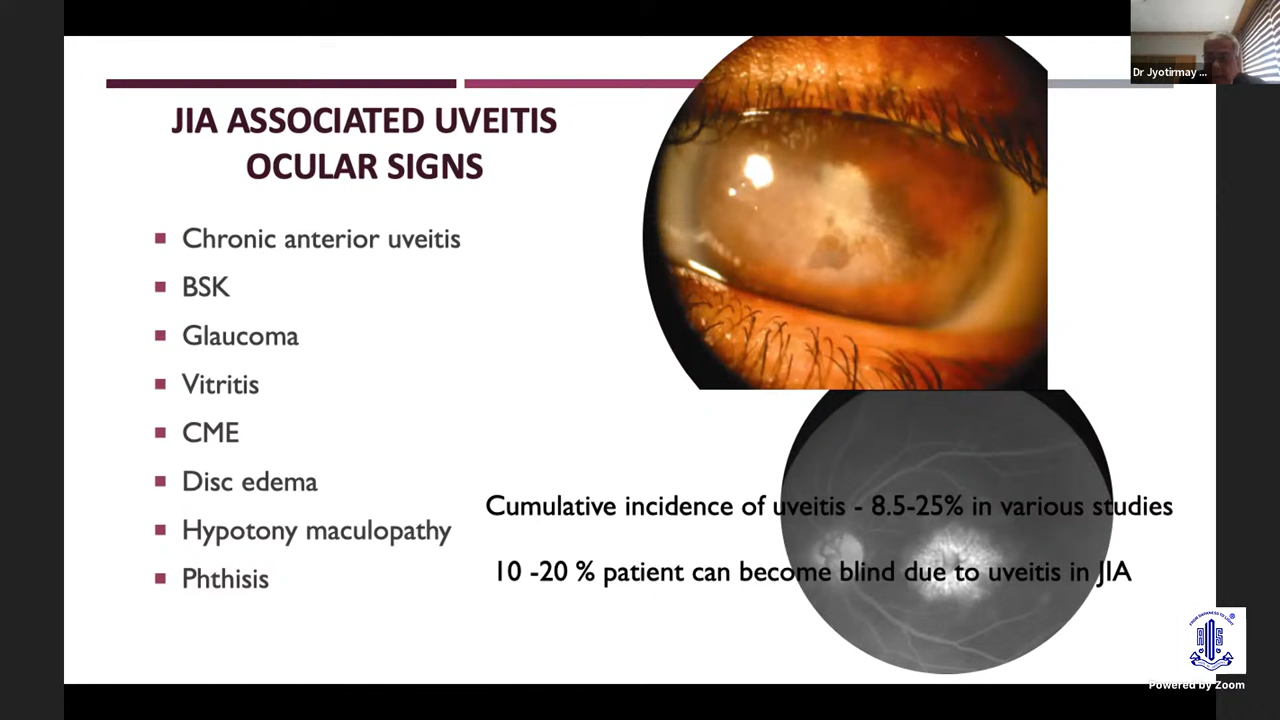 Dr Jyotirmay ...
JIA ASSOCIATED UVEITIS
OCULAR SIGNS
Chronic anterior uveitis
BSK
Glaucoma
Vitritis
CME
Disc edema
Hypotony maculopathy
Phthisis
Cumulative incidence of uveitis - 8.5-25% in various studies
10 -20 % patient can become blind due to uveitis in JIA
Powered by Zoom